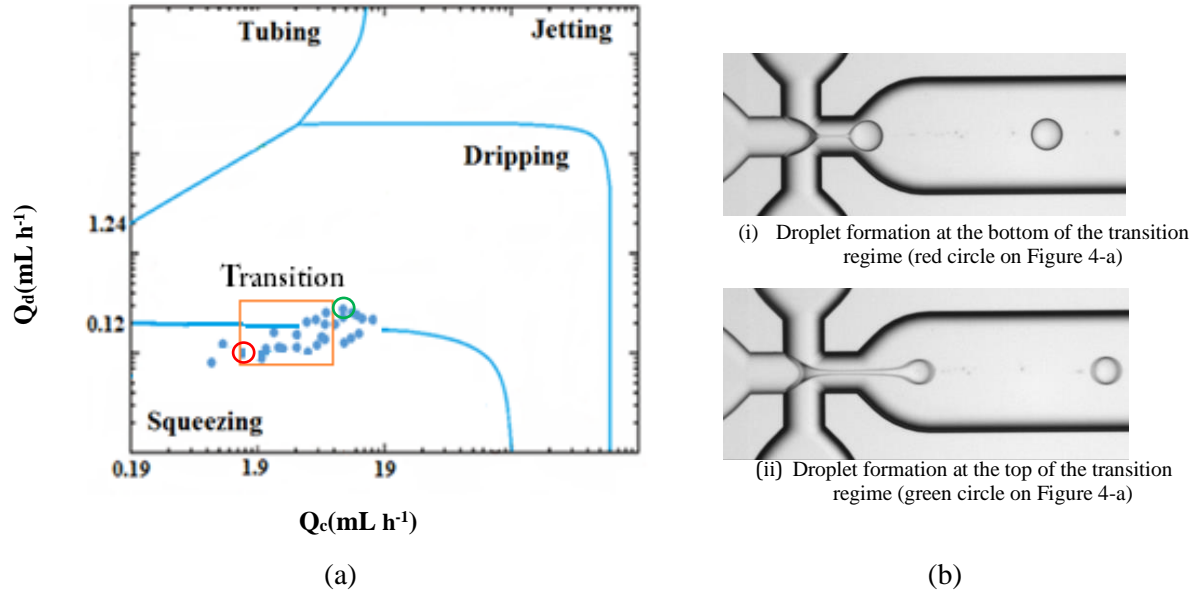 Tubing
Jetting
Dripping
1.24
Qd(mL h-1)
Transition
0.12
Squeezing
0.19
1.9
19
Qc(mL h-1)
(a)
(i) Droplet formation at the bottom of the transition
regime (red circle on Figure 4-a)
(ii) Droplet formation at the top of the transition
regime (green circle on Figure 4-a)
(b)